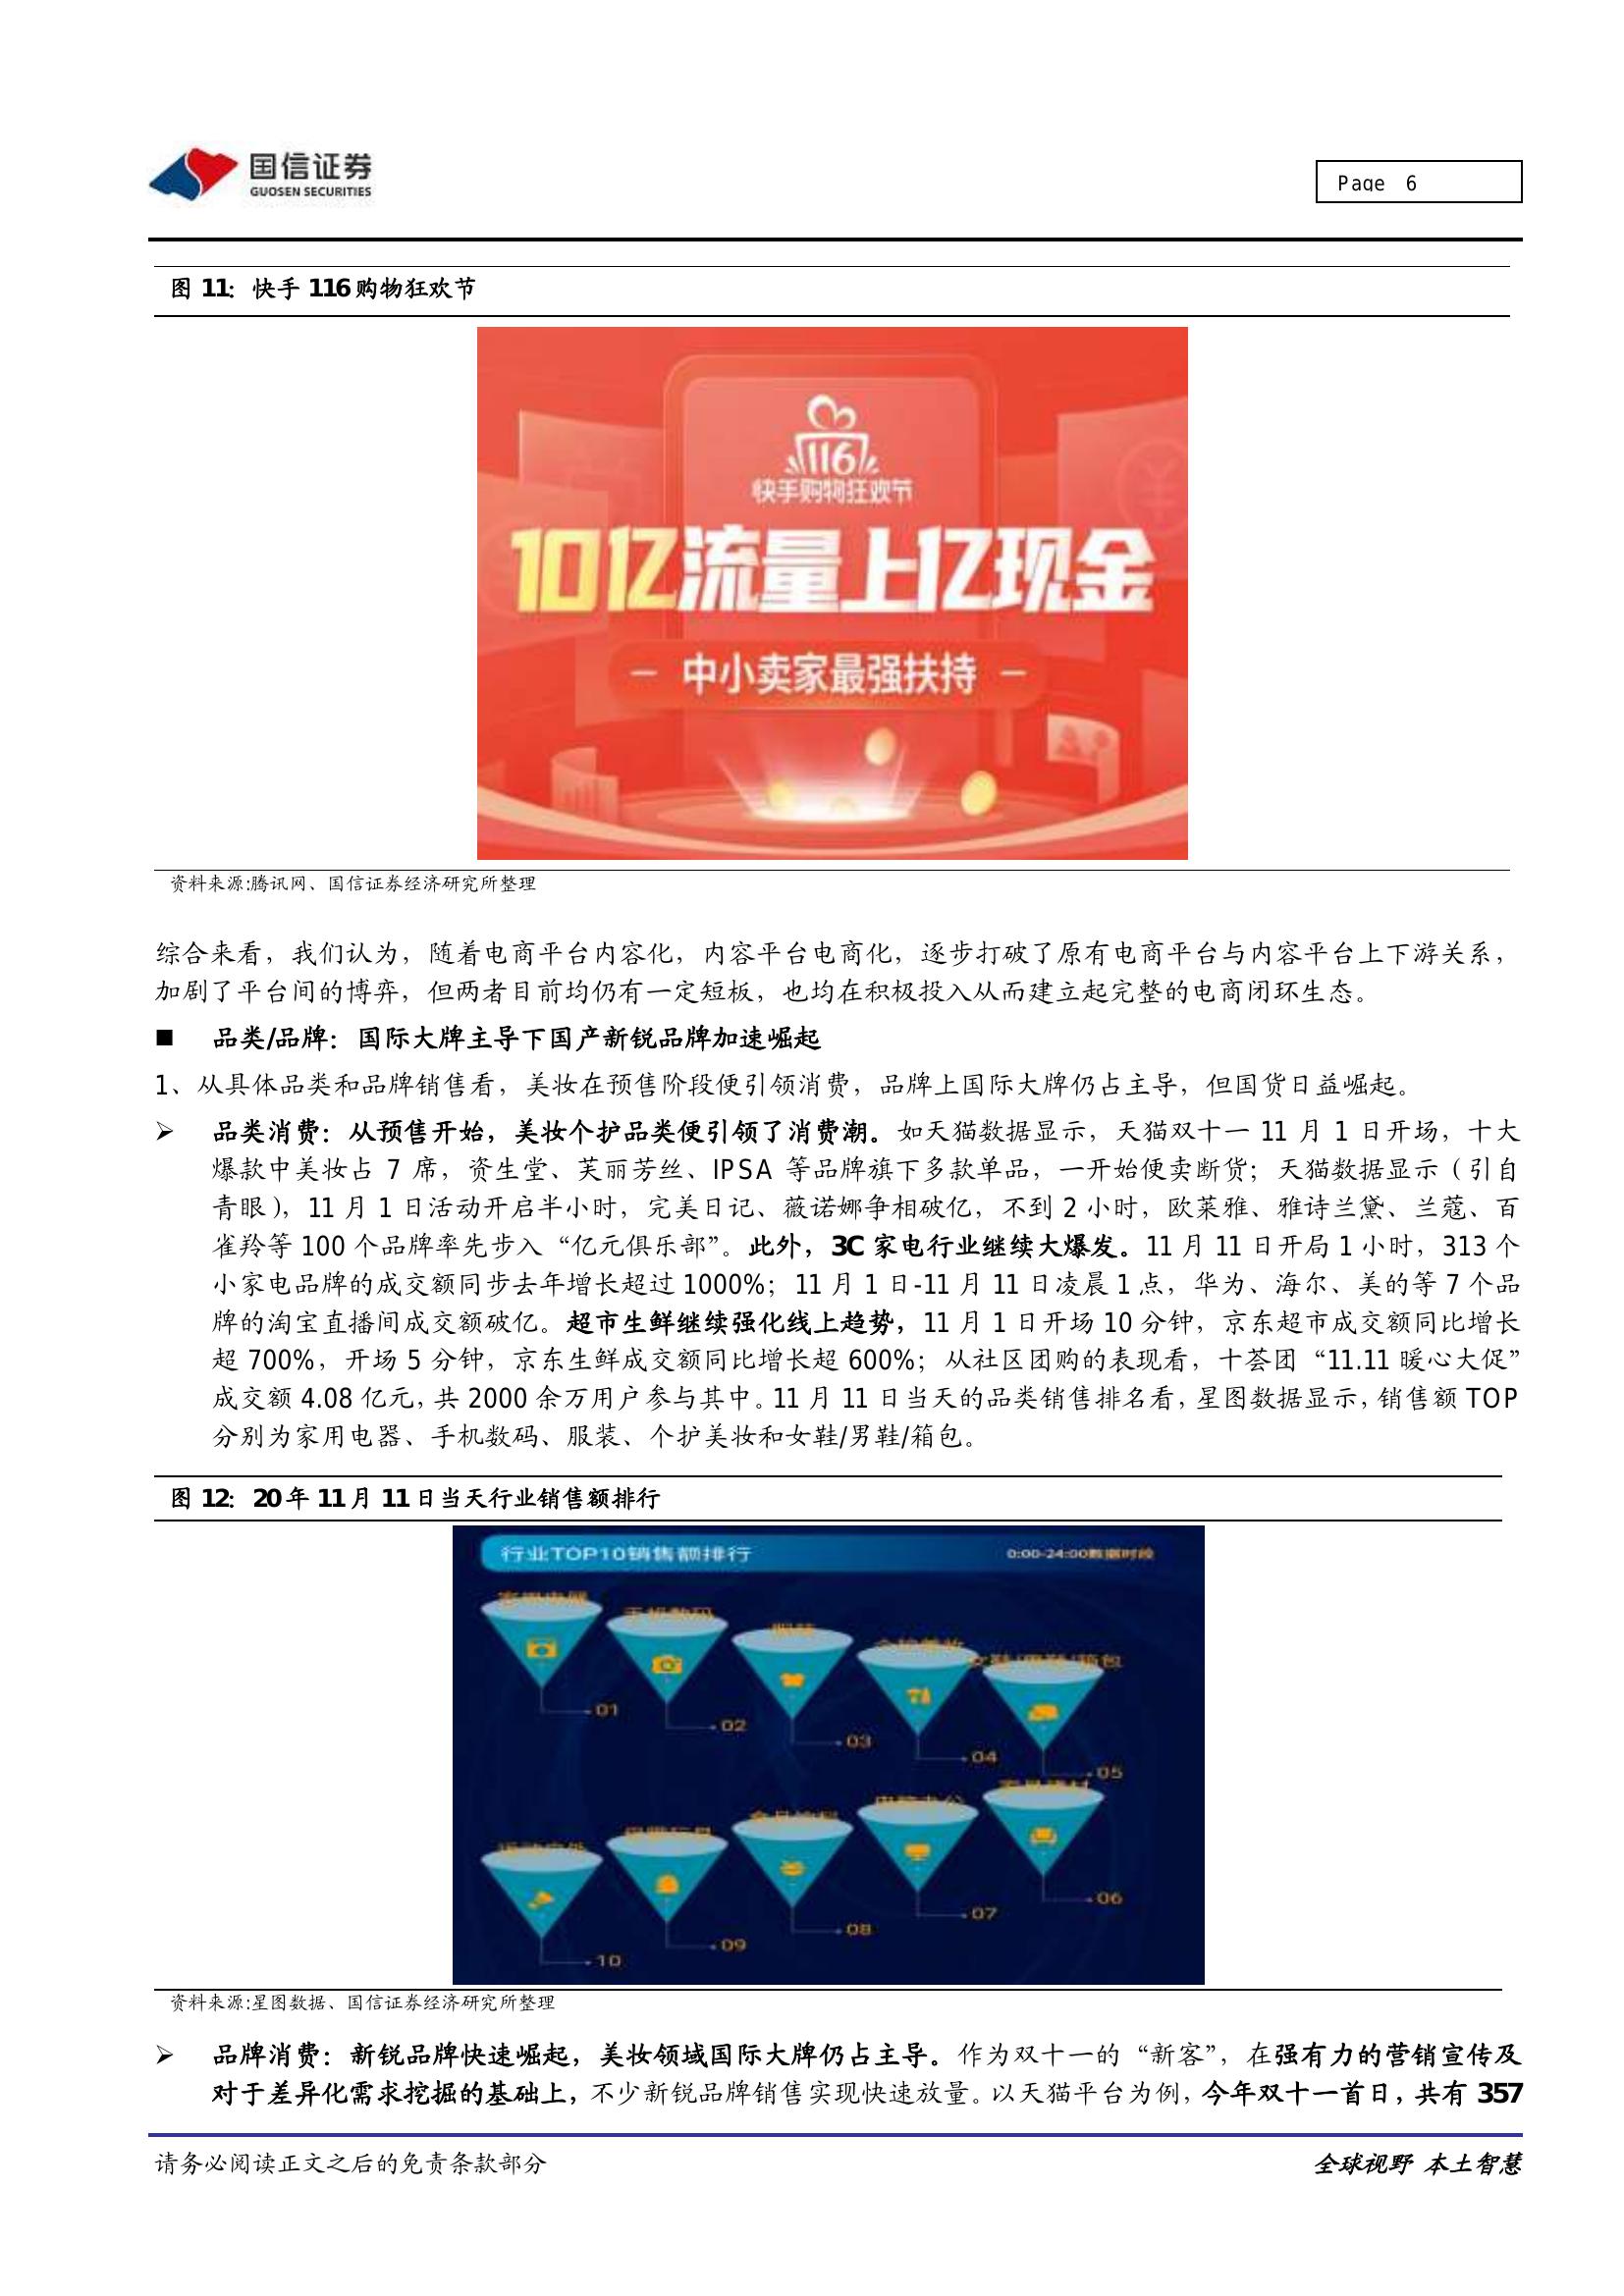 国信证券
GUOSEN SECURITIES
Page 6
图 11：快手 116 购物狂欢节
116
快手购物狂欢节
10亿流量上亿现金
中小卖家最强扶持
资料来源:腾讯网、国信证券经济研究所整理
综合来看，我们认为，随着电商平台内容化，内容平台电商化，逐步打破了原有电商平台与内容平台上下游关系，
加剧了平台间的博弈，但两者目前均仍有一定短板，也均在积极投入从而建立起完整的电商闭环生态。
■ 品类/品牌：国际大牌主导下国产新锐品牌加速崛起
1、从具体品类和品牌销售看，美妆在预售阶段便引领消费，品牌上国际大牌仍占主导，但国货日益崛起。
➢ 品类消费：从预售开始，美妆个护品类便引领了消费潮。如天猫数据显示，天猫双十一 11 月 1 日开场，十大
爆款中美妆占 7 席，资生堂、芙丽芳丝、IPSA 等品牌旗下多款单品，一开始便卖断货；天猫数据显示（引自
青眼），11 月 1 日活动开启半小时，完美日记、薇诺娜争相破亿，不到 2 小时，欧莱雅、雅诗兰黛、兰蔻、百
雀羚等 100 个品牌率先步入“亿元俱乐部”。此外，3C 家电行业继续大爆发。11 月 11 日开局 1 小时，313 个
小家电品牌的成交额同步去年增长超过 1000%；11 月 1 日-11 月 11 日凌晨 1 点，华为、海尔、美的等 7 个品
牌的淘宝直播间成交额破亿。超市生鲜继续强化线上趋势，11 月 1 日开场 10 分钟，京东超市成交额同比增长
超 700%，开场 5 分钟，京东生鲜成交额同比增长超 600%；从社区团购的表现看，十荟团“11.11 暖心大促”
成交额 4.08 亿元，共 2000 余万用户参与其中。11 月 11 日当天的品类销售排名看，星图数据显示，销售额 TOP
分别为家用电器、手机数码、服装、个护美妆和女鞋/男鞋/箱包。
图 12：20 年 11 月 11 日当天行业销售额排行
行业TOP10销售额排行
0:00-24:00数据时段
手机数码
女鞋/男鞋/箱包
01
02
03
04
05
06
07
08
09
10
资料来源:星图数据、国信证券经济研究所整理
➢ 品牌消费：新锐品牌快速崛起，美妆领域国际大牌仍占主导。作为双十一的“新客”，在强有力的营销宣传及
对于差异化需求挖掘的基础上，不少新锐品牌销售实现快速放量。以天猫平台为例，今年双十一首日，共有 357
请务必阅读正文之后的免责条款部分
全球视野 本土智慧